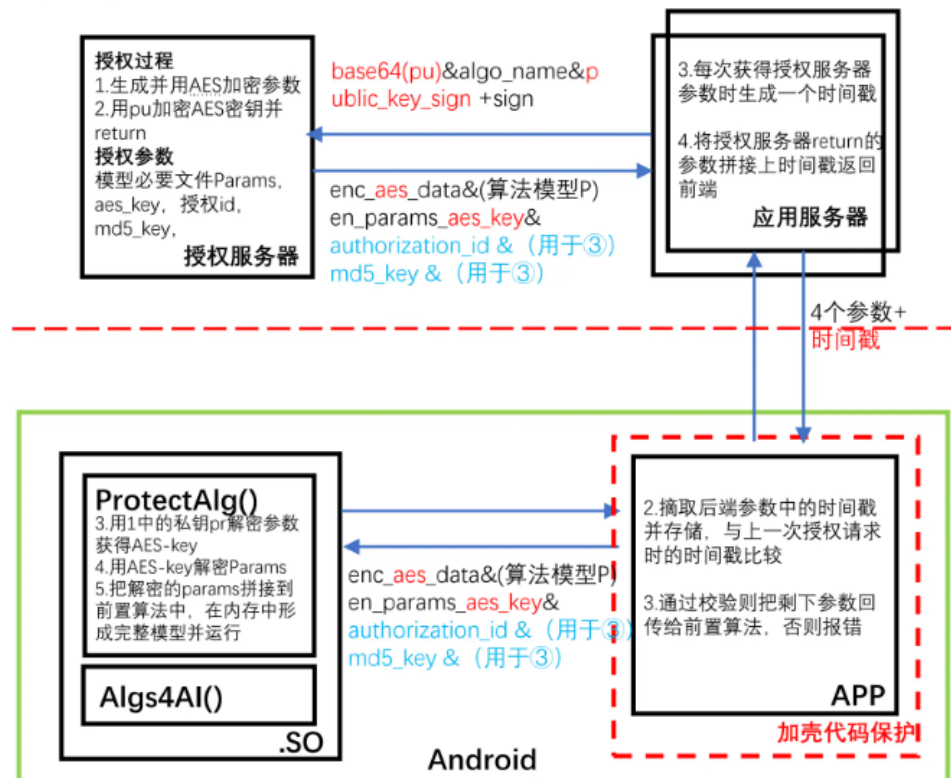 授权过程
1.生成并用AES加密参数
2.用pu加密AES密钥并
return
授权参数
模型必要文件Params，
aes_key，授权id，
md5_key，
授权服务器
base64(pu)&algo_name&p
ublic_key_sign +sign
enc_aes_data&(算法模型P)
en_params_aes_key&
authorization_id &（用于③）
md5_key &（用于③）
3.每次获得授权服务器
参数时生成一个时间戳
4.将授权服务器return的
参数拼接上时间戳返回
前端
应用服务器
4个参数+
时间戳
ProtectAlg()
3.用1中的私钥pr解密参数
获得AES-key
4.用AES-key解密Params
5.把解密的params拼接到
前置算法中，在内存中形
成完整模型并运行
Algs4AI()
.SO
enc_aes_data&(算法模型P)
en_params_aes_key&
authorization_id &（用于③）
md5_key &（用于③）
2.摘取后端参数中的时间戳
并存储，与上一次授权请求
时的时间戳比较
3.通过校验则把剩下参数回
传给前置算法，否则报错
APP
加壳代码保护
Android